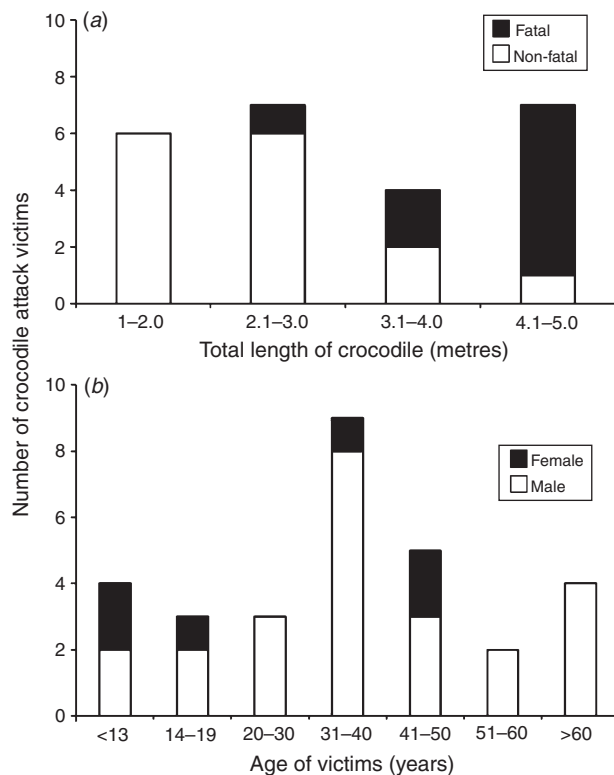 (a)
Fatal
Non-fatal
10
8
6
4
2
0
1–2.0 2.1–3.0 3.1–4.0 4.1–5.0
Total length of crocodile (metres)
Number of crocodile attack victims
(b)
Female
Male
10
8
6
4
2
0
<13 14–19 20–30 31–40 41–50 51–60 >60
Age of victims (years)